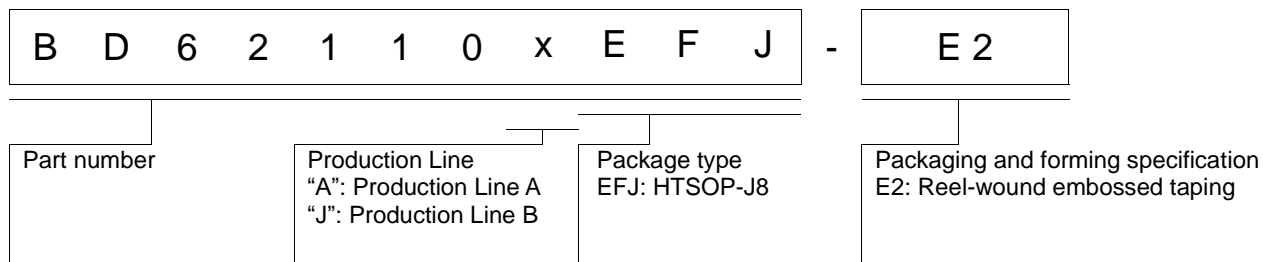 B D 6 2 1 1 0 x E F J - E 2
Part number
Production Line
“A”: Production Line A
“J”: Production Line B
Package type
EFJ: HTSOP-J8
Packaging and forming specification
E2: Reel-wound embossed taping